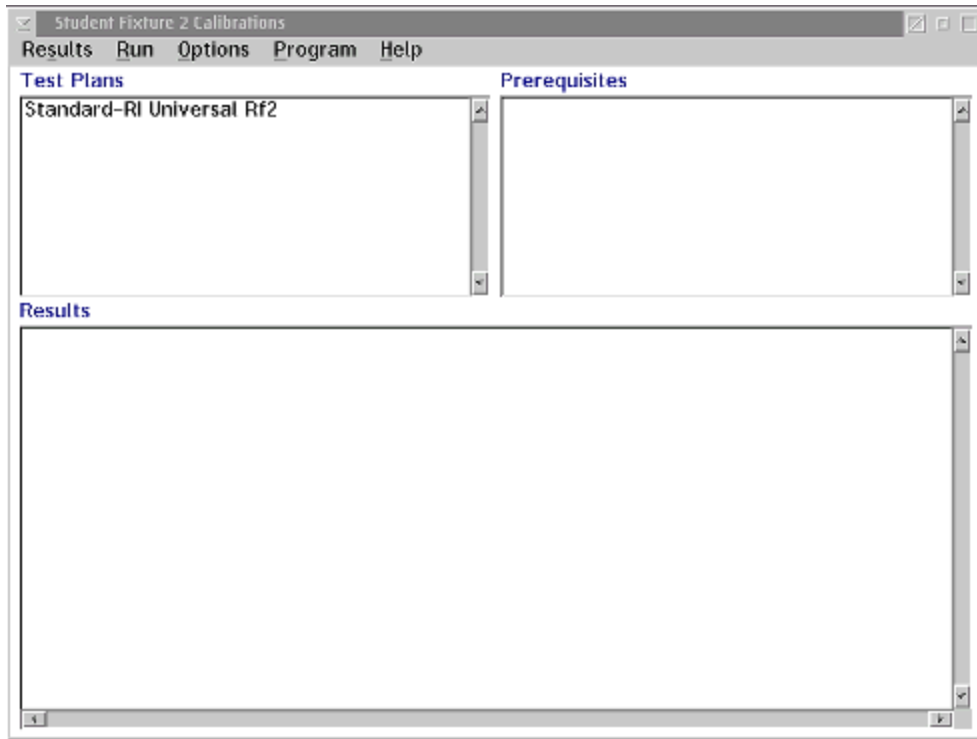 Student Fixture 2 Calibrations
Results Run Options Program Help
Test Plans
Prerequisites
Standard-RI Universal Rf2
Results